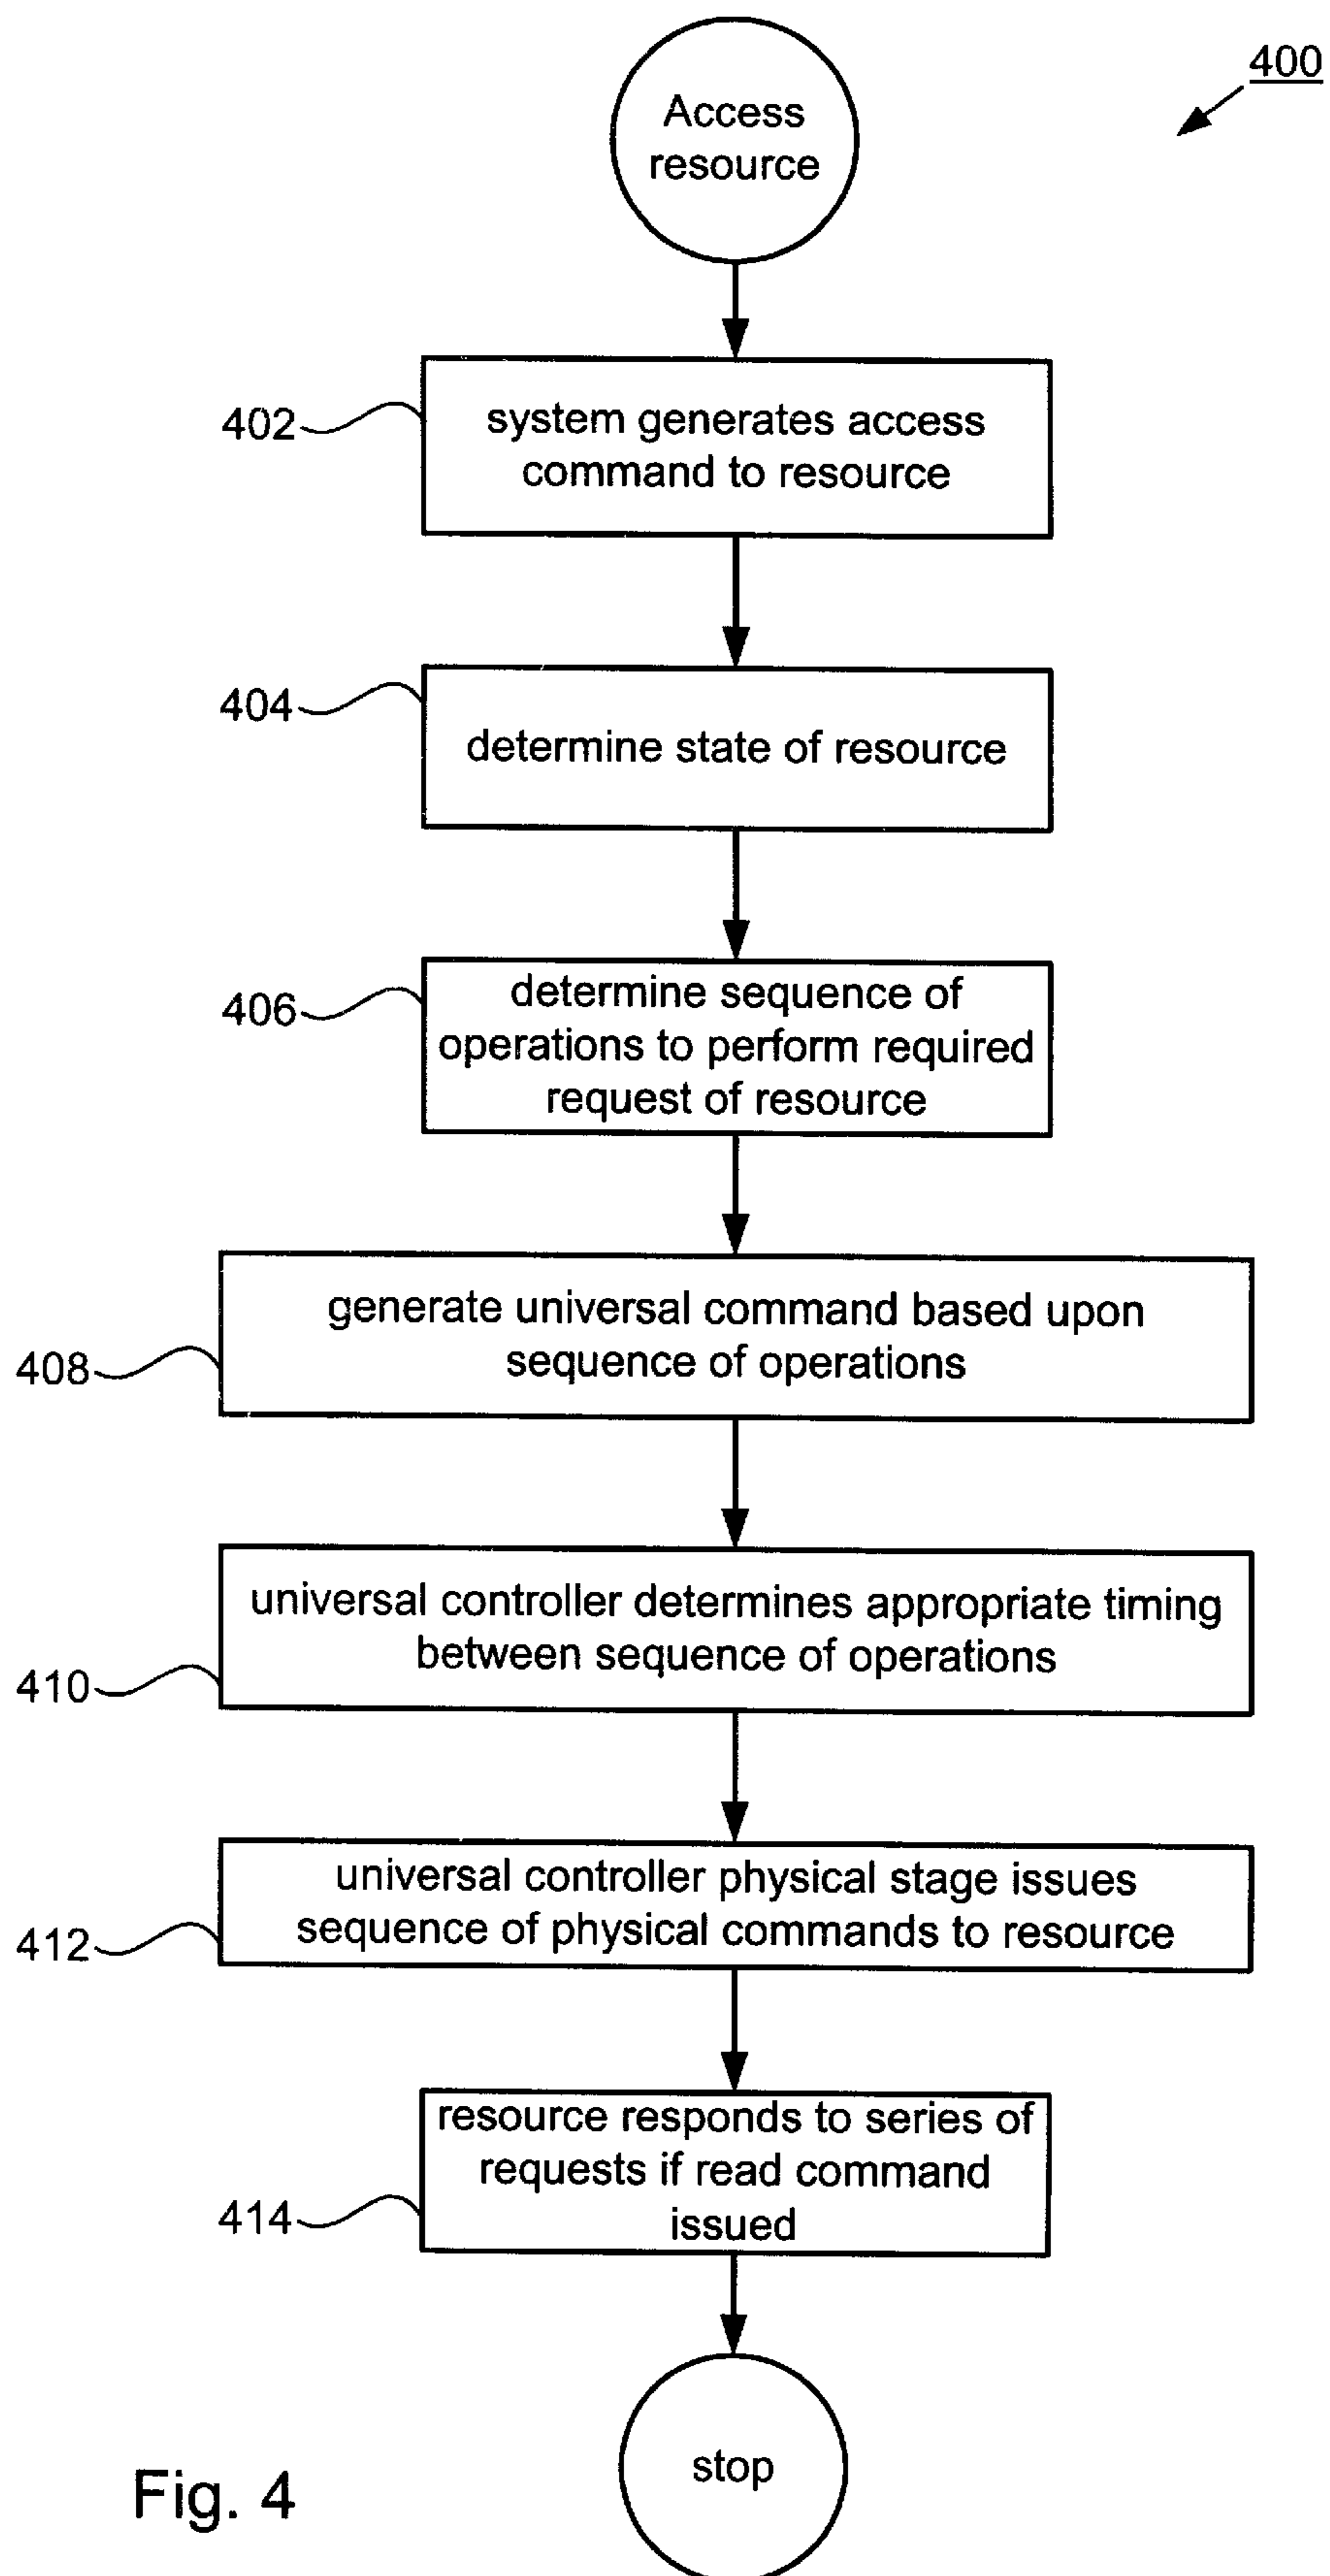 400
Access
resource
402
system generates access
command to resource
404
determine state of resource
406
determine sequence of
operations to perform required
request of resource
408
generate universal command based upon
sequence of operations
410
universal controller determines appropriate timing
between sequence of operations
412
universal controller physical stage issues
sequence of physical commands to resource
414
resource responds to series of
requests if read command
issued
stop
Fig. 4